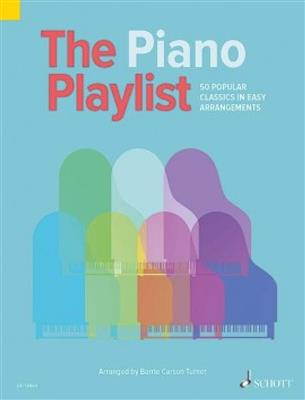 The Piano
Playlist
50 POPULAR
CLASSICS IN EASY
ARRANGEMENTS
Arranged by Barrie Carson Turner
SCHOTT